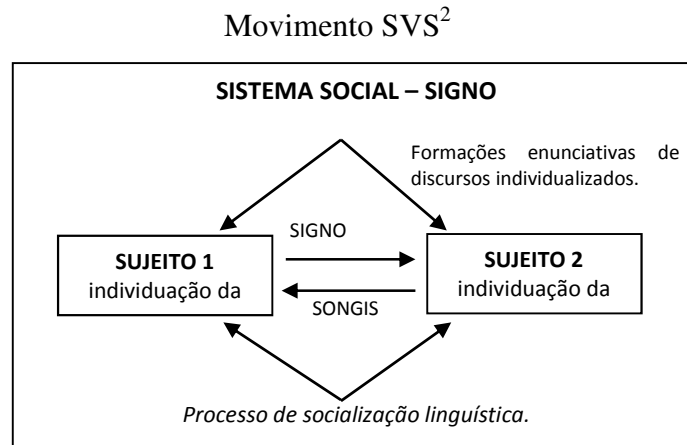 Movimento SVS²
SISTEMA SOCIAL – SIGNO
Formações enunciativas de
discursos individualizados.
SIGNO
SUJEITO 1
individuação da
SUJEITO 2
individuação da
SONGIS
Processo de socialização linguística.